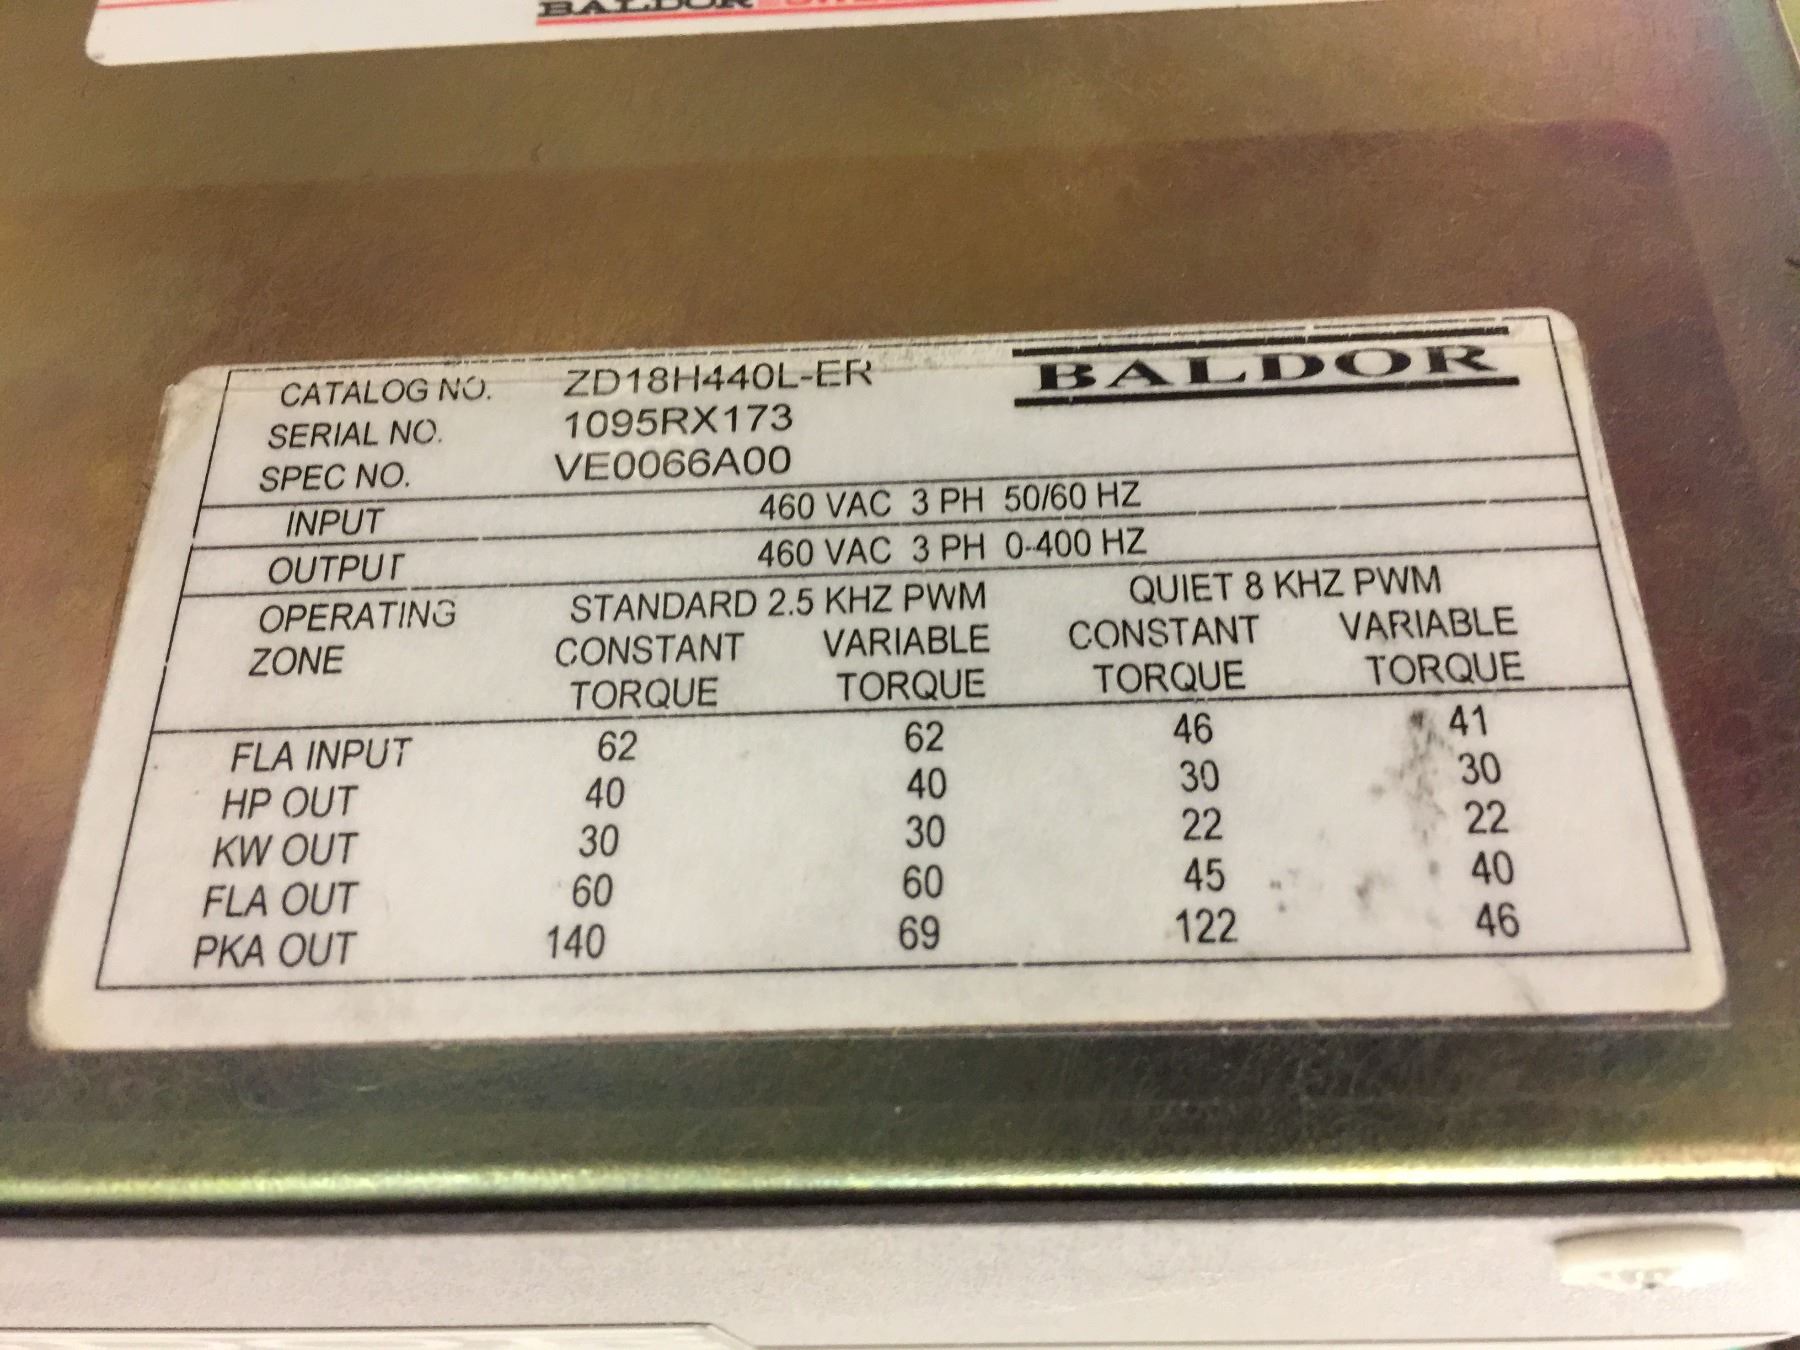 BALDOR
CATALOG NO. ZD18H440L-ER BALDOR
SERIAL NO. 1095RX173
SPEC NO. VE0066A00
INPUT 460 VAC 3 PH 50/60 HZ
OUTPUT 460 VAC 3 PH 0-400 HZ
OPERATING STANDARD 2.5 KHZ PWM QUIET 8 KHZ PWM
ZONE CONSTANT VARIABLE CONSTANT VARIABLE
TORQUE TORQUE TORQUE TORQUE
FLA INPUT 62 62 46 41
HP OUT 40 40 30 30
KW OUT 30 30 22 22
FLA OUT 60 60 45 40
PKA OUT 140 69 122 46